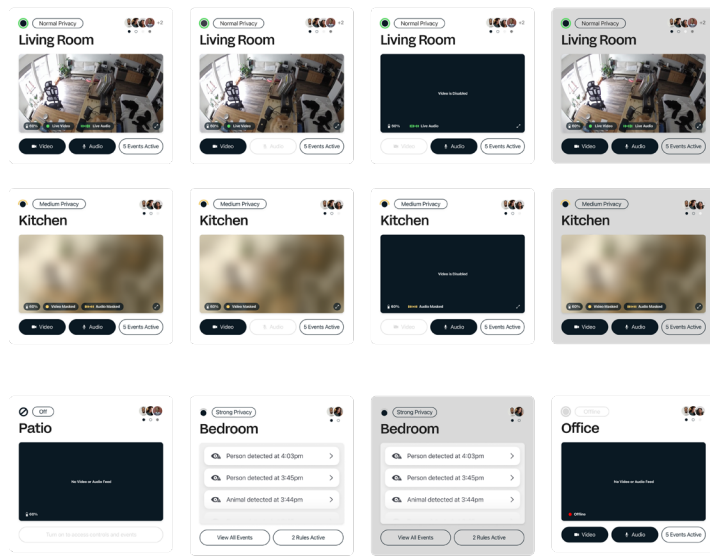 Normal Privacy +2
Living Room
80% Live Video Live Audio
Video Audio 5 Events Active
Normal Privacy +2
Living Room
80% Live Video Live Audio
Video Audio 5 Events Active
Normal Privacy +2
Living Room
Video is Disabled
80% Live Audio
Video Audio 5 Events Active
Normal Privacy +2
Living Room
80% Live Video Live Audio
Video Audio 5 Events Active
Medium Privacy
Kitchen
80% Video Masked Audio Masked
Video Audio 5 Events Active
Medium Privacy
Kitchen
80% Video Masked Audio Masked
Video Audio 5 Events Active
Medium Privacy
Kitchen
Video is Disabled
80% Audio Masked
Video Audio 5 Events Active
Medium Privacy
Kitchen
80% Video Masked Audio Masked
Video Audio 5 Events Active
Off
Patio
No Video or Audio Feed
60%
Turn on to access controls and events
Strong Privacy
Bedroom
Person detected at 4:03pm
Person detected at 3:45pm
Animal detected at 3:44pm
View All Events 2 Rules Active
Strong Privacy
Bedroom
Person detected at 4:03pm
Person detected at 3:45pm
Animal detected at 3:44pm
View All Events 2 Rules Active
Offline
Office
No Video or Audio Feed
Offline
Video Audio 5 Events Active